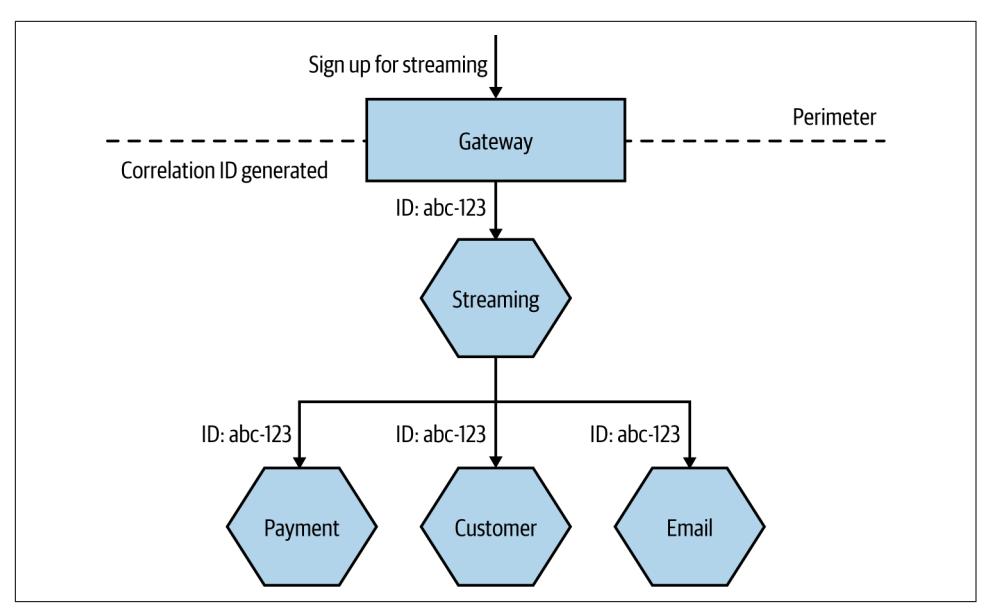 Sign up for streaming
Perimeter
Gateway
Correlation ID generated
ID: abc-123
Streaming
ID: abc-123
ID: abc-123
ID: abc-123
Payment
Customer
Email